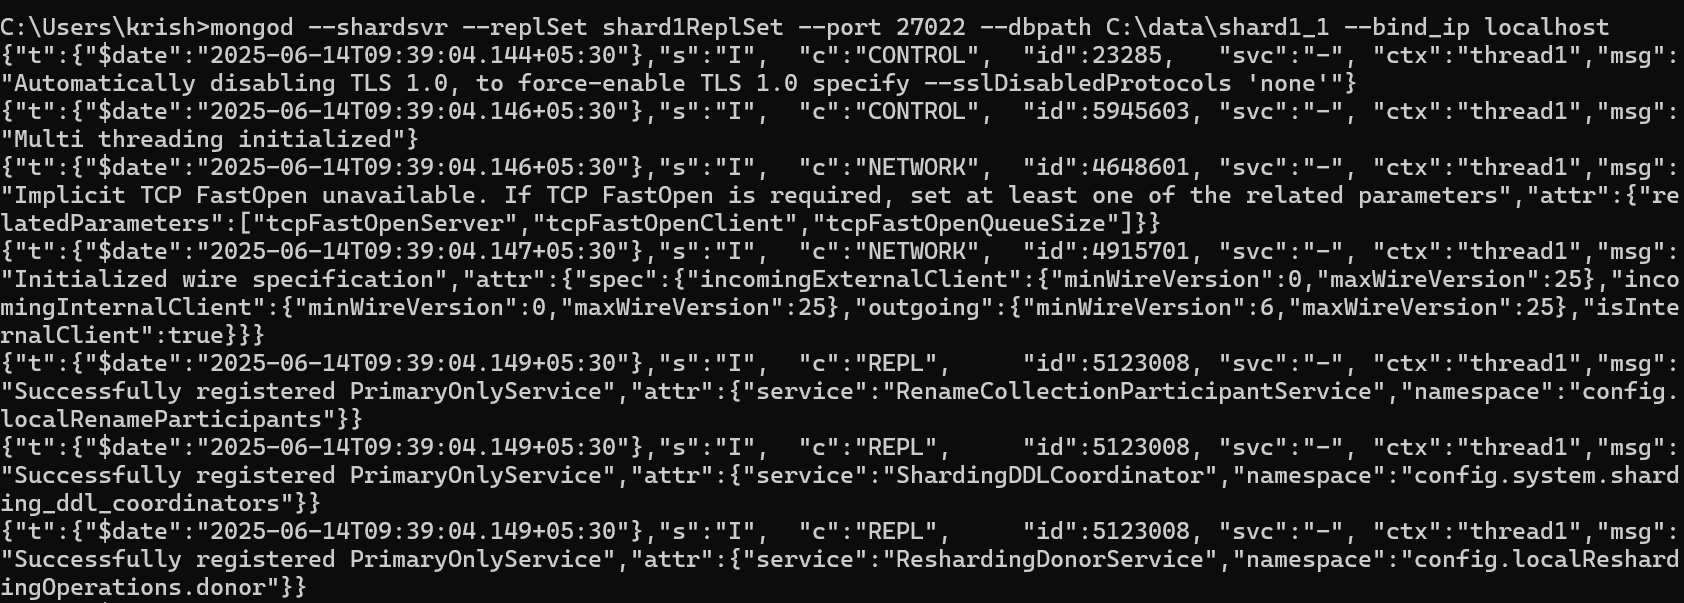 C:\Users\krish>mongod --shardsvr --replSet shard1ReplSet --port 27022 --dbpath C:\data\shard1_1 --bind_ip localhost
{"t":{"$date":"2025-06-14T09:39:04.144+05:30"},"s":"I",  "c":"CONTROL",  "id":23285,   "svc":"-", "ctx":"thread1","msg":
"Automatically disabling TLS 1.0, to force-enable TLS 1.0 specify --sslDisabledProtocols 'none'"}
{"t":{"$date":"2025-06-14T09:39:04.146+05:30"},"s":"I",  "c":"CONTROL",  "id":5945603, "svc":"-", "ctx":"thread1","msg":
"Multi threading initialized"}
{"t":{"$date":"2025-06-14T09:39:04.146+05:30"},"s":"I",  "c":"NETWORK",  "id":4648601, "svc":"-", "ctx":"thread1","msg":
"Implicit TCP FastOpen unavailable. If TCP FastOpen is required, set at least one of the related parameters","attr":{"re
latedParameters":["tcpFastOpenServer","tcpFastOpenClient","tcpFastOpenQueueSize"]}}
{"t":{"$date":"2025-06-14T09:39:04.147+05:30"},"s":"I",  "c":"NETWORK",  "id":4915701, "svc":"-", "ctx":"thread1","msg":
"Initialized wire specification","attr":{"spec":{"incomingExternalClient":{"minWireVersion":0,"maxWireVersion":25},"inco
mingInternalClient":{"minWireVersion":0,"maxWireVersion":25},"outgoing":{"minWireVersion":6,"maxWireVersion":25},"isInte
rnalClient":true}}}
{"t":{"$date":"2025-06-14T09:39:04.149+05:30"},"s":"I",  "c":"REPL",     "id":5123008, "svc":"-", "ctx":"thread1","msg":
"Successfully registered PrimaryOnlyService","attr":{"service":"RenameCollectionParticipantService","namespace":"config.
localRenameParticipants"}}
{"t":{"$date":"2025-06-14T09:39:04.149+05:30"},"s":"I",  "c":"REPL",     "id":5123008, "svc":"-", "ctx":"thread1","msg":
"Successfully registered PrimaryOnlyService","attr":{"service":"ShardingDDLCoordinator","namespace":"config.system.shard
ing_ddl_coordinators"}}
{"t":{"$date":"2025-06-14T09:39:04.149+05:30"},"s":"I",  "c":"REPL",     "id":5123008, "svc":"-", "ctx":"thread1","msg":
"Successfully registered PrimaryOnlyService","attr":{"service":"ReshardingDonorService","namespace":"config.localReshard
ingOperations.donor"}}